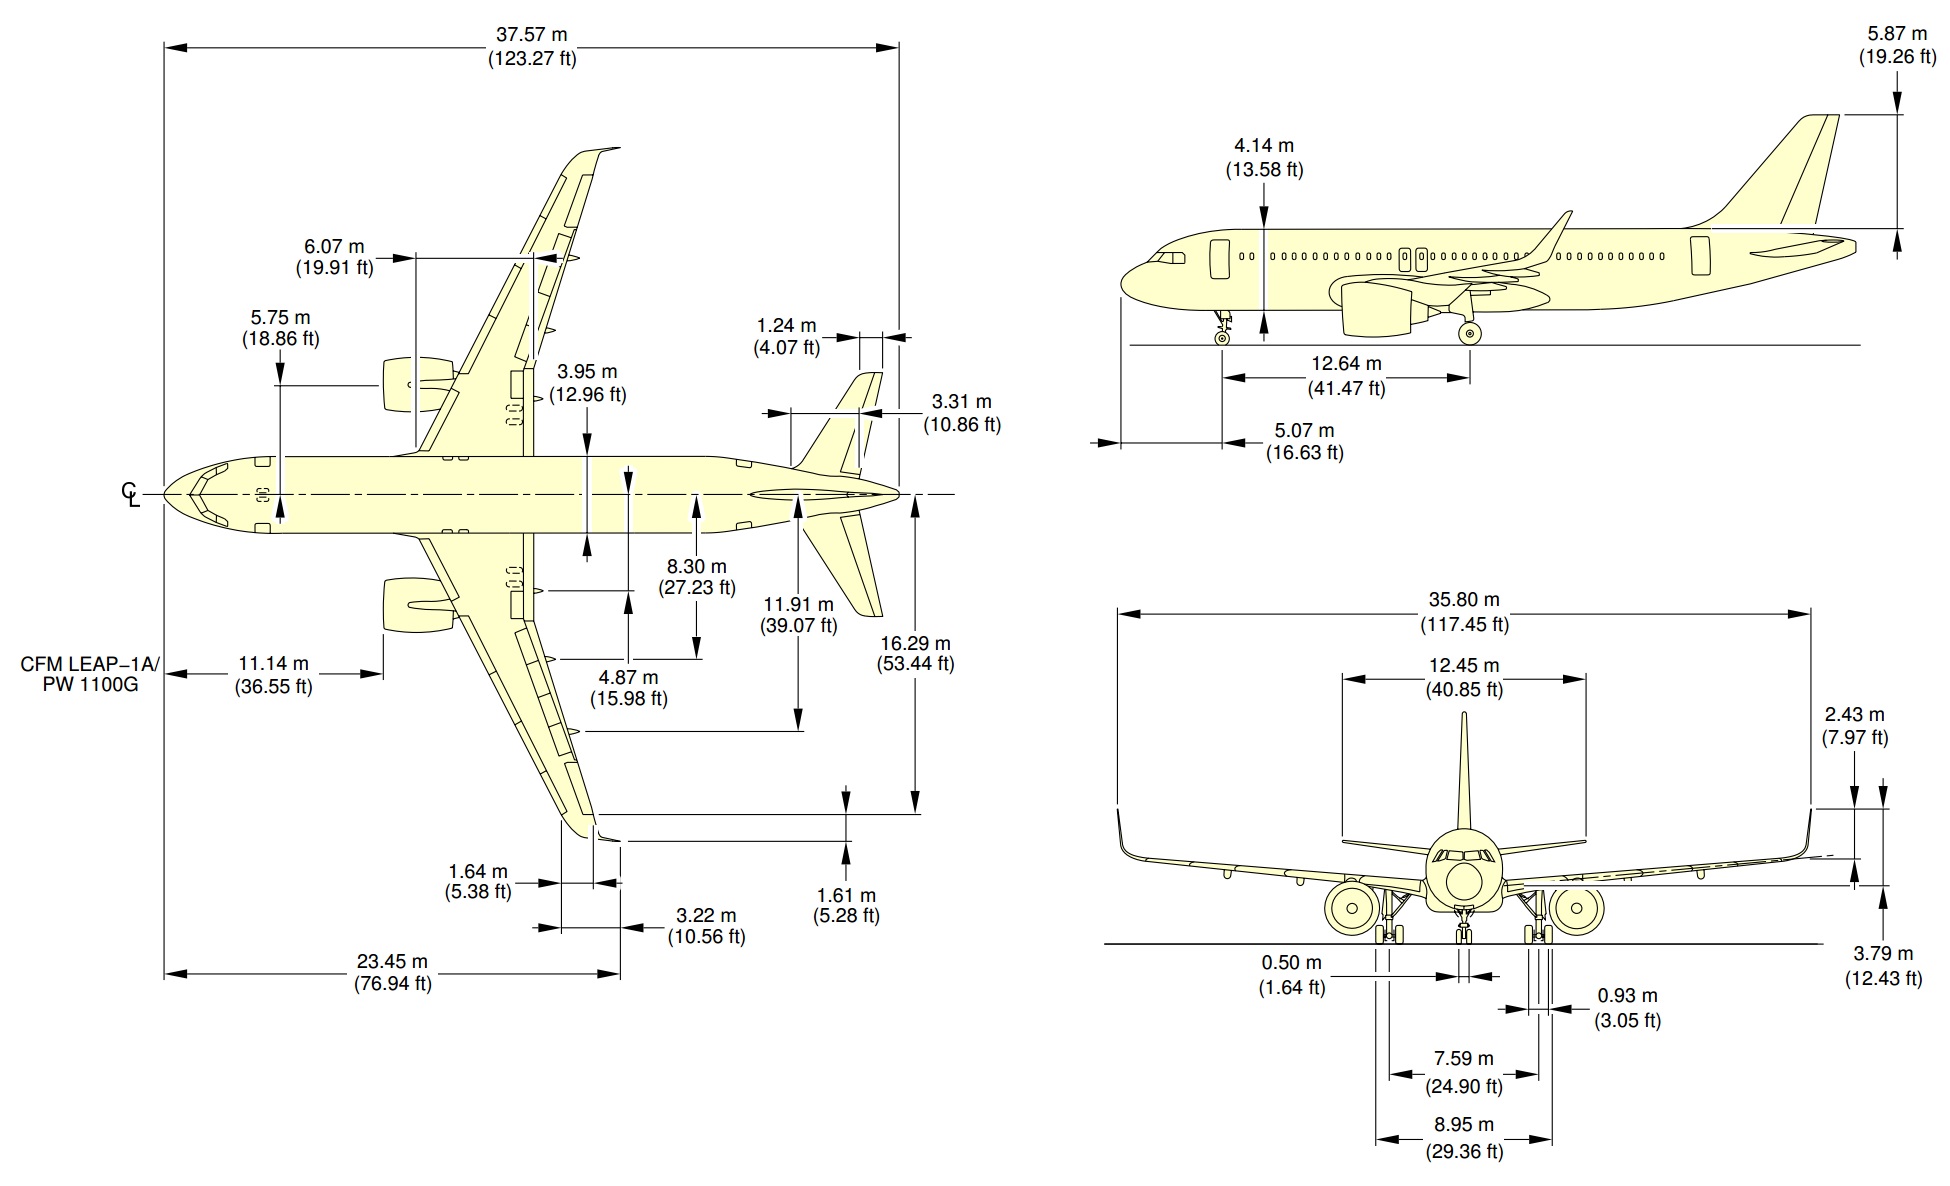 37.57 m
(123.27 ft)
6.07 m
(19.91 ft)
5.75 m
(18.86 ft)
3.95 m
(12.96 ft)
1.24 m
(4.07 ft)
3.31 m
(10.86 ft)
℄
8.30 m
(27.23 ft)
11.91 m
(39.07 ft)
16.29 m
(53.44 ft)
4.87 m
(15.98 ft)
CFM LEAP−1A/
PW 1100G
11.14 m
(36.55 ft)
1.64 m
(5.38 ft)
1.61 m
(5.28 ft)
3.22 m
(10.56 ft)
23.45 m
(76.94 ft)
5.87 m
(19.26 ft)
4.14 m
(13.58 ft)
12.64 m
(41.47 ft)
5.07 m
(16.63 ft)
35.80 m
(117.45 ft)
12.45 m
(40.85 ft)
2.43 m
(7.97 ft)
3.79 m
(12.43 ft)
0.50 m
(1.64 ft)
0.93 m
(3.05 ft)
7.59 m
(24.90 ft)
8.95 m
(29.36 ft)